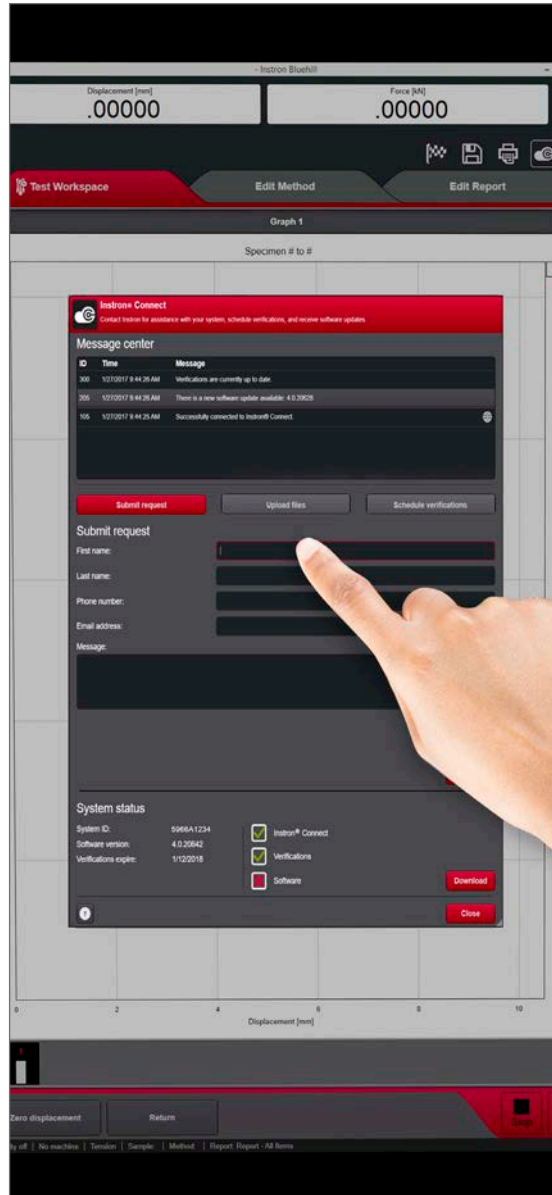 - Instron Bluehill
Displacement [mm]
.00000
Force [kN]
.00000
Test Workspace
Edit Method
Edit Report
Graph 1
Specimen # to #
Instron® Connect
Contact Instron for assistance with your system, schedule verifications, and receive software updates.
Message center
ID Time Message
300 1/27/2017 9:44:26 AM Verifications are currently up to date.
205 1/27/2017 9:44:26 AM There is a new software update available: 4.0.20828
105 1/27/2017 9:44:25 AM Successfully connected to Instron® Connect.
Submit request
Upload files
Schedule verifications
Submit request
First name:
Last name:
Phone number:
Email address:
Message:
System status
System ID: 5966A1234
Software version: 4.0.20642
Verifications expire: 1/12/2018
Instron® Connect
Verifications
Software
Download
Close
0 2 4 6 8 10
Displacement [mm]
1
Zero displacement
Return
Stop
No machine | Tension | Sample: | Method: | Report: Report - All Items